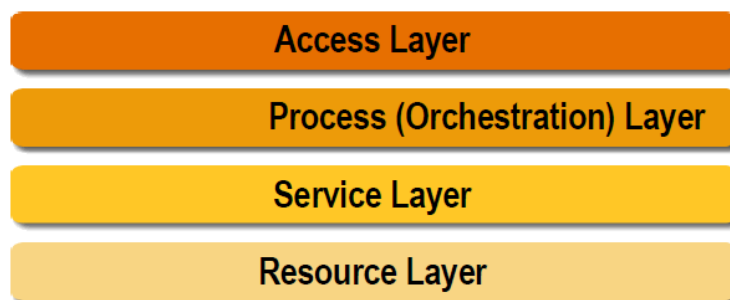 Access Layer
Process (Orchestration) Layer
Service Layer
Resource Layer